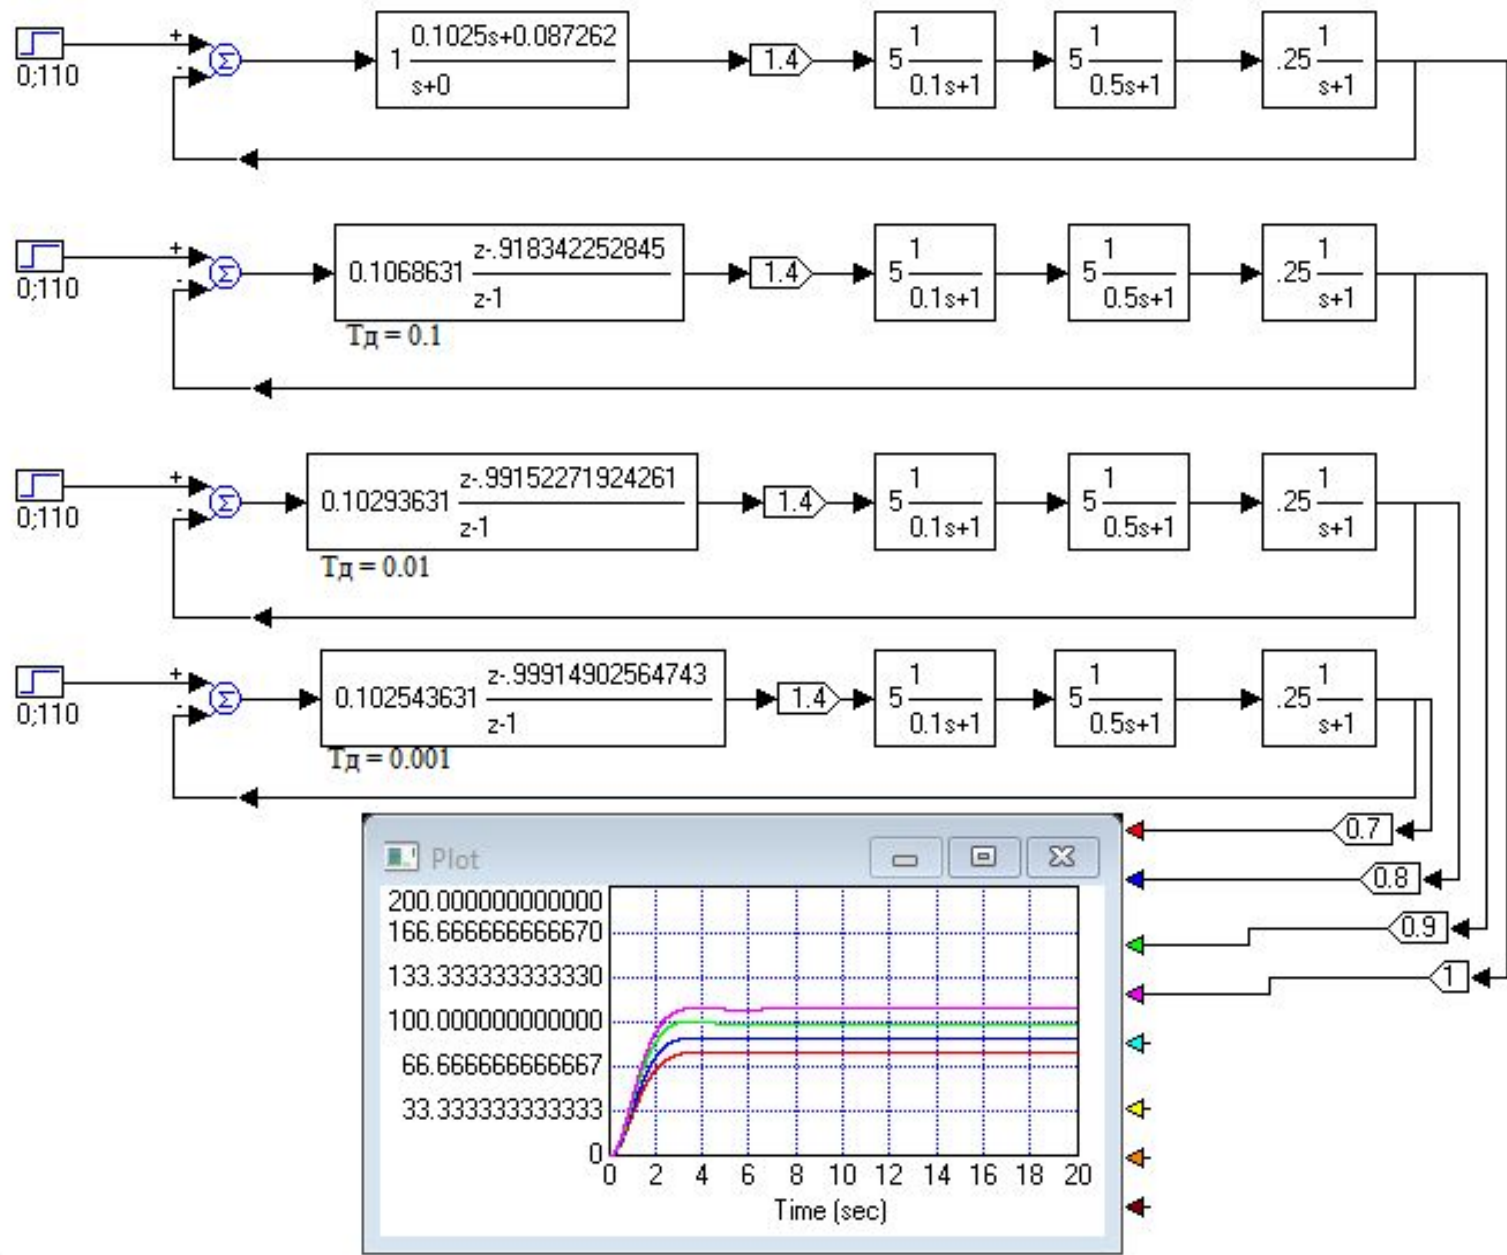 0;110
+
-
Σ
1 0.1025s+0.087262
s+0
1.4
5 1
0.1s+1
5 1
0.5s+1
.25 1
s+1
0;110
+
-
Σ
0.1068631 z-.918342252845
z-1
Tд = 0.1
1.4
5 1
0.1s+1
5 1
0.5s+1
.25 1
s+1
0;110
+
-
Σ
0.10293631 z-.991522271924261
z-1
Tд = 0.01
1.4
5 1
0.1s+1
5 1
0.5s+1
.25 1
s+1
0;110
+
-
Σ
0.102543631 z-.99914902564743
z-1
Tд = 0.001
1.4
5 1
0.1s+1
5 1
0.5s+1
.25 1
s+1
0.7
0.8
0.9
1
Plot
200.000000000000
166.666666666670
133.333333333330
100.000000000000
66.6666666666667
33.3333333333333
0
0 2 4 6 8 10 12 14 16 18 20
Time (sec)